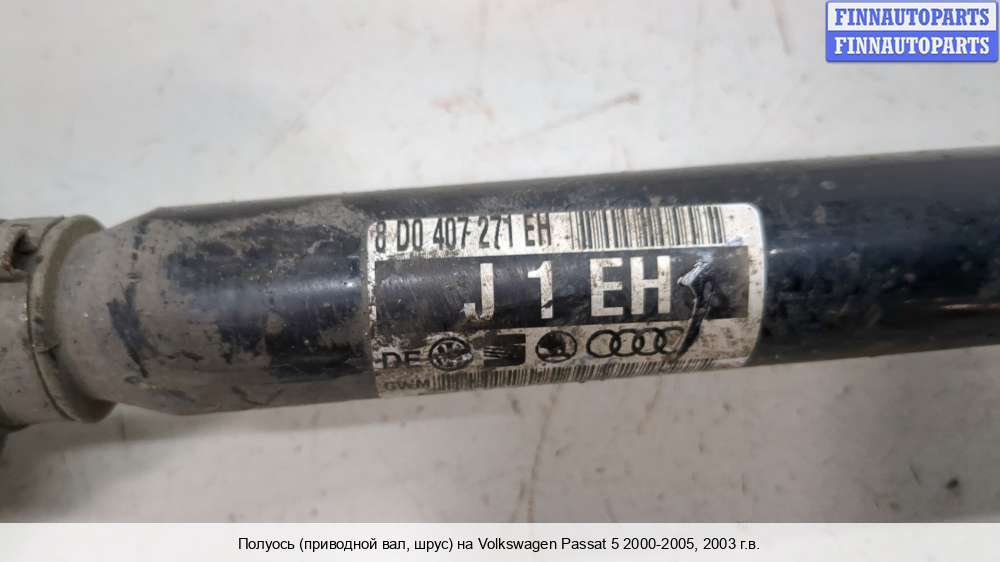 FINNAUTOPARTS
FINNAUTOPARTS
8 D0 407 271 EH
J 1 EH
DE
GWM
Полуось (приводной вал, шрус) на Volkswagen Passat 5 2000-2005, 2003 г.в.